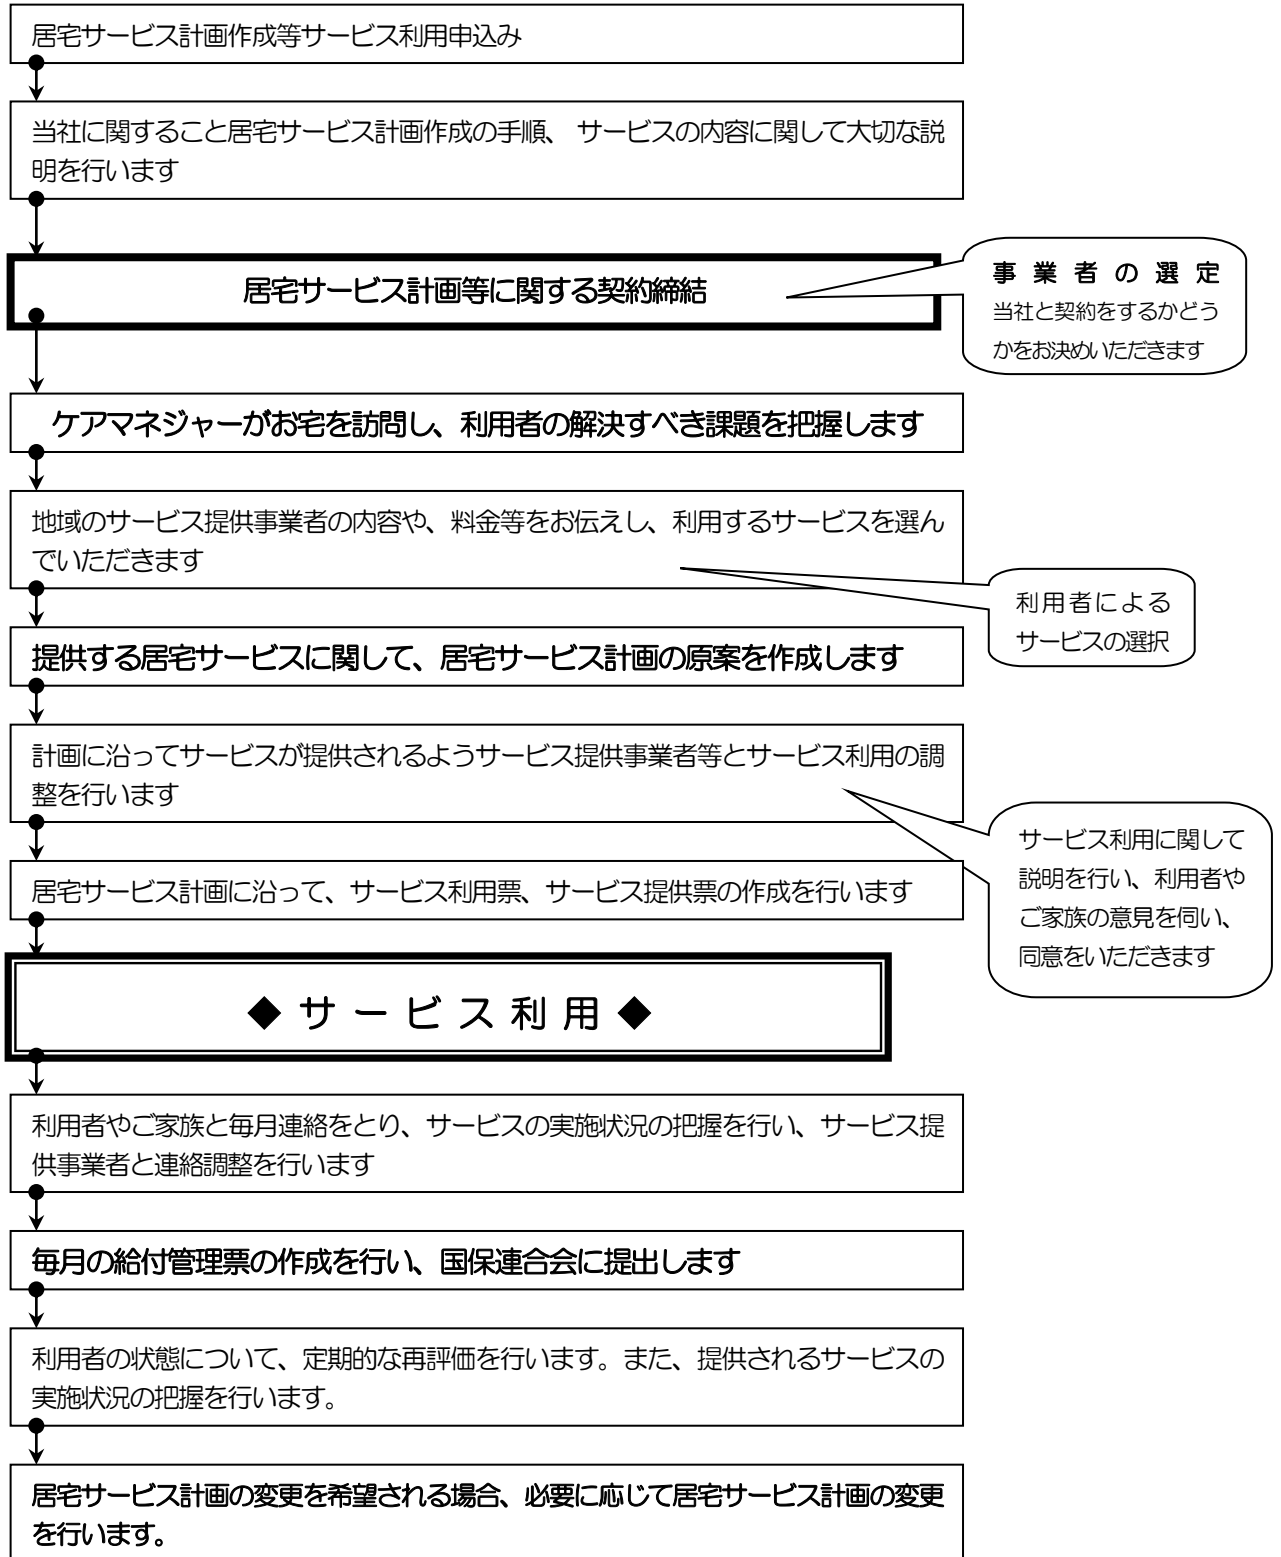 居宅サービス計画作成等サービス利用申込み
当社に関すること居宅サービス計画作成の手順、 サービスの内容に関して大切な説
明を行います
居宅サービス計画等に関する契約締結
事業者の選定
当社と契約をするかどう
かをお決めいただきます
ケアマネジャーがお宅を訪問し、利用者の解決すべき課題を把握します
地域のサービス提供事業者の内容や、料金等をお伝えし、利用するサービスを選ん
でいただきます
利用者による
サービスの選択
提供する居宅サービスに関して、居宅サービス計画の原案を作成します
計画に沿ってサービスが提供されるようサービス提供事業者等とサービス利用の調
整を行います
サービス利用に関して
説明を行い、利用者や
ご家族の意見を伺い、
同意をいただきます
居宅サービス計画に沿って、サービス利用票、サービス提供票の作成を行います
◆サービス利用◆
利用者やご家族と毎月連絡をとり、サービスの実施状況の把握を行い、サービス提
供事業者と連絡調整を行います
毎月の給付管理票の作成を行い、国保連合会に提出します
利用者の状態について、定期的な再評価を行います。また、提供されるサービスの
実施状況の把握を行います。
居宅サービス計画の変更を希望される場合、必要に応じて居宅サービス計画の変更
を行います。